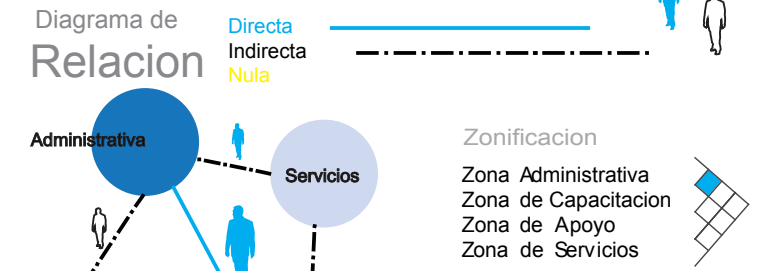 Diagrama de
Relacion
Directa
Indirecta
Nula
Administrativa
Servicios
Zonificacion
Zona Administrativa
Zona de Capacitacion
Zona de Apoyo
Zona de Servicios